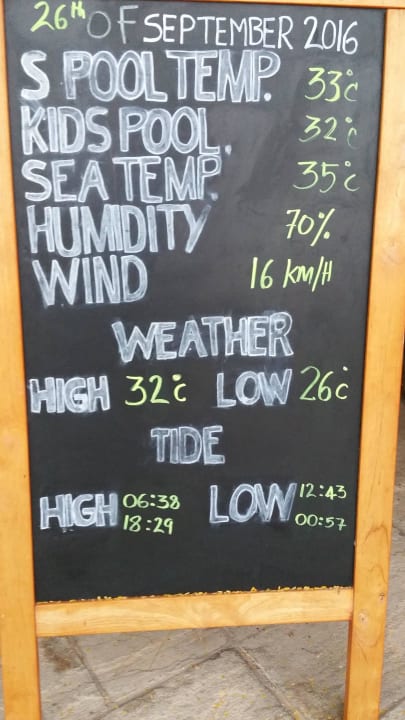 26th OF SEPTEMBER 2016
S POOL TEMP. 33°c
KIDS POOL. 32°c
SEA TEMP. 35°c
HUMIDITY 70%
WIND 16 KM/H
WEATHER
HIGH 32°c LOW 26°c
TIDE
HIGH 06:38 LOW 12:43
18:29 00:57